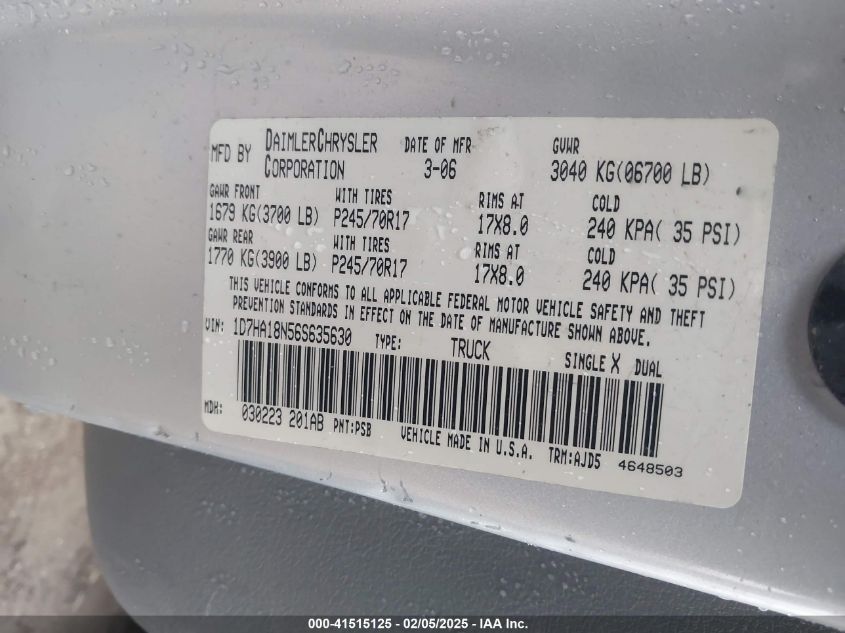 MFD BY DAIMLERCHRYSLER CORPORATION DATE OF MFR 3-06 GVWR 3040 KG(06700 LB)
GAWR FRONT WITH TIRES RIMS AT COLD
1679 KG(3700 LB) P245/70R17 17X8.0 240 KPA( 35 PSI)
GAWR REAR WITH TIRES RIMS AT COLD
1770 KG(3900 LB) P245/70R17 17X8.0 240 KPA( 35 PSI)
THIS VEHICLE CONFORMS TO ALL APPLICABLE FEDERAL MOTOR VEHICLE SAFETY AND THEFT
PREVENTION STANDARDS IN EFFECT ON THE DATE OF MANUFACTURE SHOWN ABOVE.
VIN: 1D7HA18N56S635630 TYPE: TRUCK SINGLE X DUAL
MDH: 030223 201AB PNT:PSB VEHICLE MADE IN U.S.A. TRM:AJD5 4648503
000-41515125 - 02/05/2025 - IAA Inc.